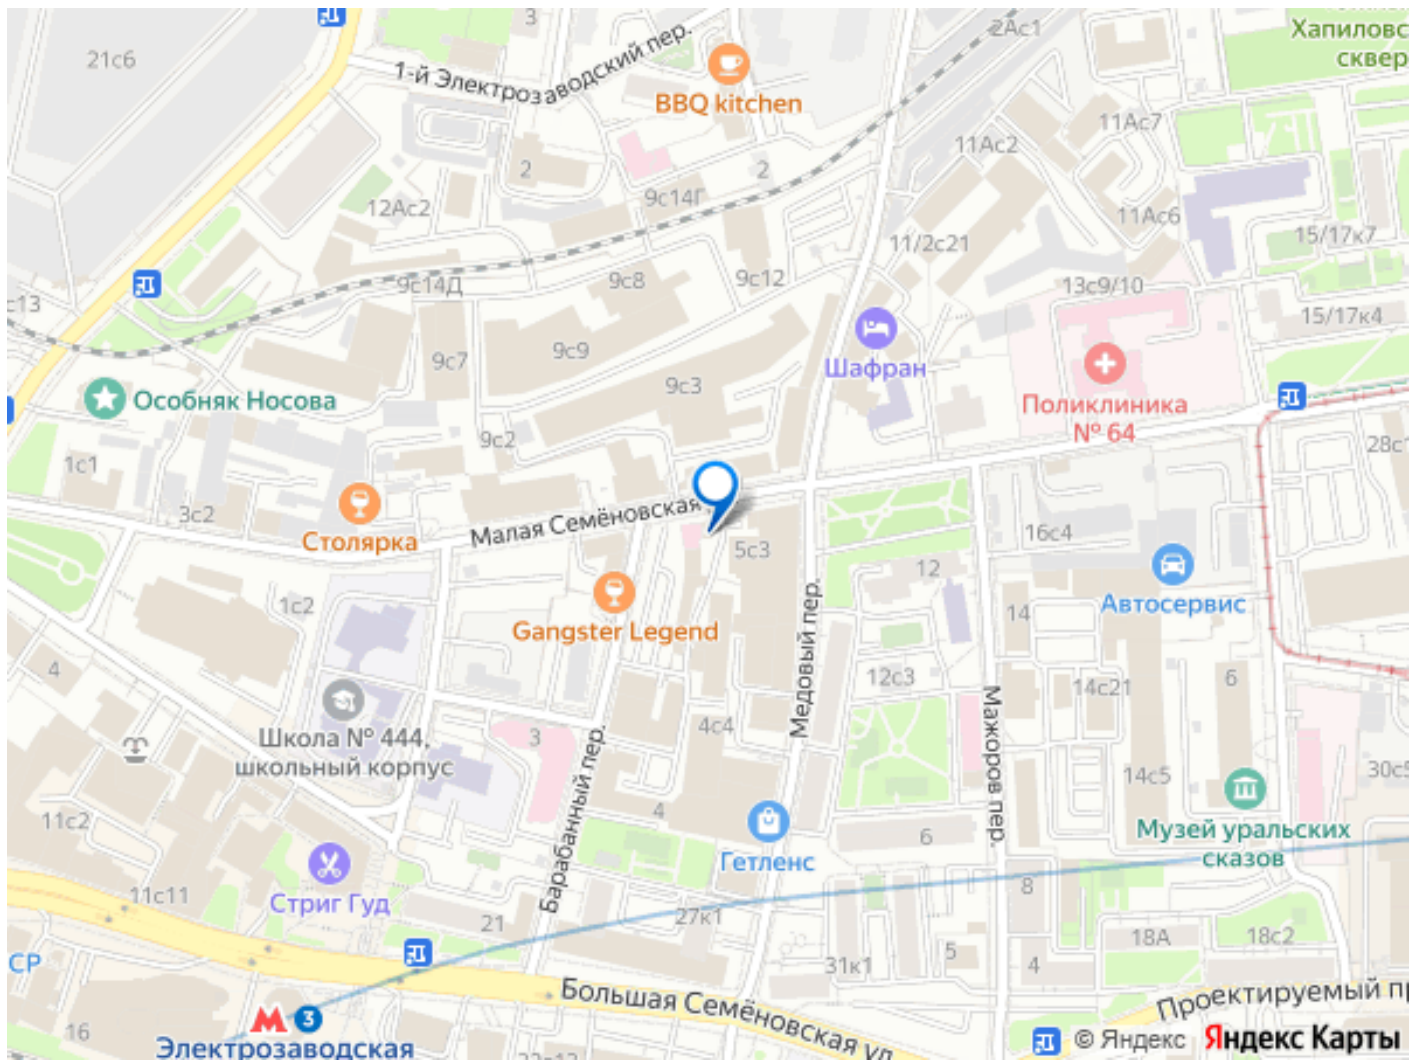 2Ас1
Хапиловс
сквер
21с6
2
3
1-й Электрозаводский пер.
BBQ kitchen
11Ас7
11Ас2
2
2
9с14Г
12Ас2
11Ас6
11/2с21
15/17к7
9с14Д
9с8
9с12
13с9/10
с13
15/17к4
9с7
9с9
9с3
Шафран
Особняк Носова
Поликлиника
№ 64
9с2
1с1
28с1
3с2
Столярка
Малая Семёновская
5с3
16с4
12
1с2
Gangster Legend
14
Автосервис
Медовый пер.
4
12с3
14с21
6
Школа № 444,
школьный корпус
3
4с4
Мажоров пер.
14с5
30с5
11с2
4
Барабанный пер.
Гетленс
6
Музей уральских
сказов
11с11
Стриг Гуд
21
27к1
8
18А
18с2
СР
31к1
5
4
Большая Семёновская ул
Проектируемый пр
16
3
Электрозаводская
22с12
© Яндекс
Яндекс Карты